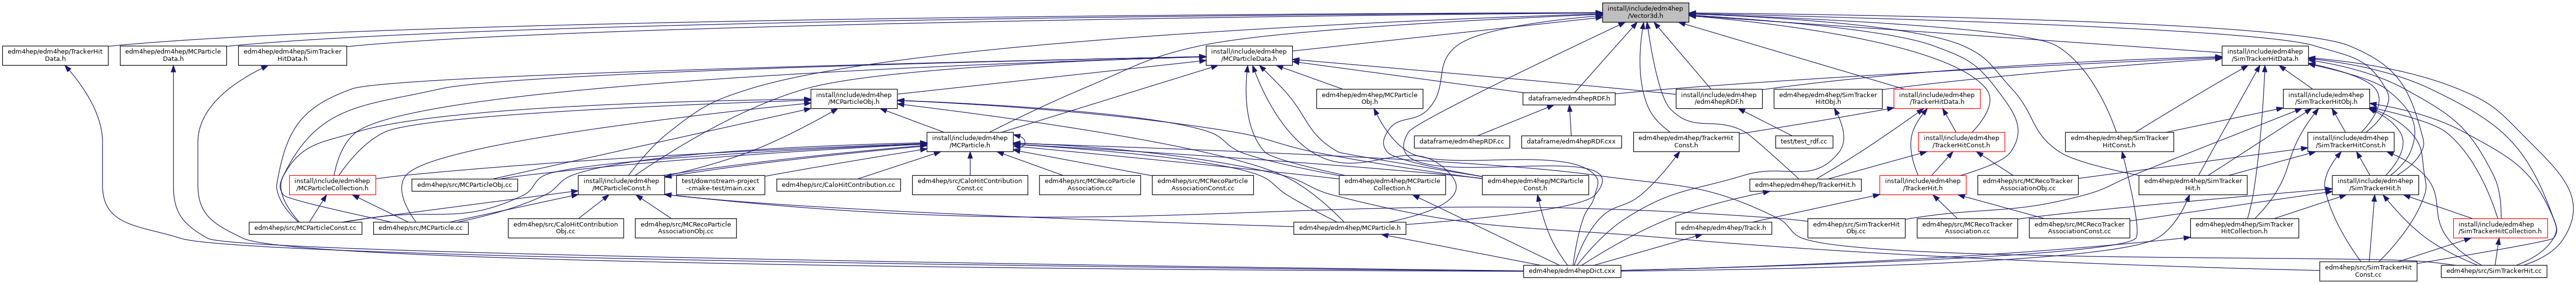 install/include/edm4hep
/Vector3d.h
edm4hep/edm4hep/TrackerHit
Data.h
edm4hep/edm4hep/MCParticle
Data.h
edm4hep/edm4hep/SimTracker
HitData.h
install/include/edm4hep
/MCParticleData.h
install/include/edm4hep
/SimTrackerHitData.h
install/include/edm4hep
/MCParticleObj.h
edm4hep/edm4hep/MCParticle
Obj.h
dataframe/edm4hepRDF.h
install/include/edm4hep
/edm4hepRDF.h
edm4hep/edm4hep/SimTracker
HitObj.h
install/include/edm4hep
/TrackerHitData.h
install/include/edm4hep
/SimTrackerHitObj.h
install/include/edm4hep
/MCParticle.h
dataframe/edm4hepRDF.cc
dataframe/edm4hepRDF.cxx
edm4hep/edm4hep/TrackerHit
Const.h
test/test_rdf.cc
install/include/edm4hep
/TrackerHitConst.h
edm4hep/edm4hep/SimTracker
HitConst.h
install/include/edm4hep
/SimTrackerHitConst.h
install/include/edm4hep
/MCParticleCollection.h
edm4hep/src/MCParticleObj.cc
install/include/edm4hep
/MCParticleConst.h
test/downstream-project
-cmake-test/main.cxx
edm4hep/src/CaloHitContribution.cc
edm4hep/src/CaloHitContribution
Const.cc
edm4hep/src/MCRecoParticle
Association.cc
edm4hep/src/MCRecoParticle
AssociationConst.cc
edm4hep/edm4hep/MCParticle
Collection.h
edm4hep/edm4hep/MCParticle
Const.h
edm4hep/edm4hep/TrackerHit.h
install/include/edm4hep
/TrackerHit.h
edm4hep/src/MCRecoTracker
AssociationObj.cc
edm4hep/edm4hep/SimTracker
Hit.h
install/include/edm4hep
/SimTrackerHit.h
edm4hep/src/MCParticleConst.cc
edm4hep/src/MCParticle.cc
edm4hep/src/CaloHitContribution
Obj.cc
edm4hep/src/MCRecoParticle
AssociationObj.cc
edm4hep/edm4hep/MCParticle.h
edm4hep/src/SimTrackerHit
Obj.cc
edm4hep/edm4hep/Track.h
edm4hep/src/MCRecoTracker
Association.cc
edm4hep/src/MCRecoTracker
AssociationConst.cc
edm4hep/edm4hep/SimTracker
HitCollection.h
install/include/edm4hep
/SimTrackerHitCollection.h
edm4hep/edm4hepDict.cxx
edm4hep/src/SimTrackerHit
Const.cc
edm4hep/src/SimTrackerHit.cc